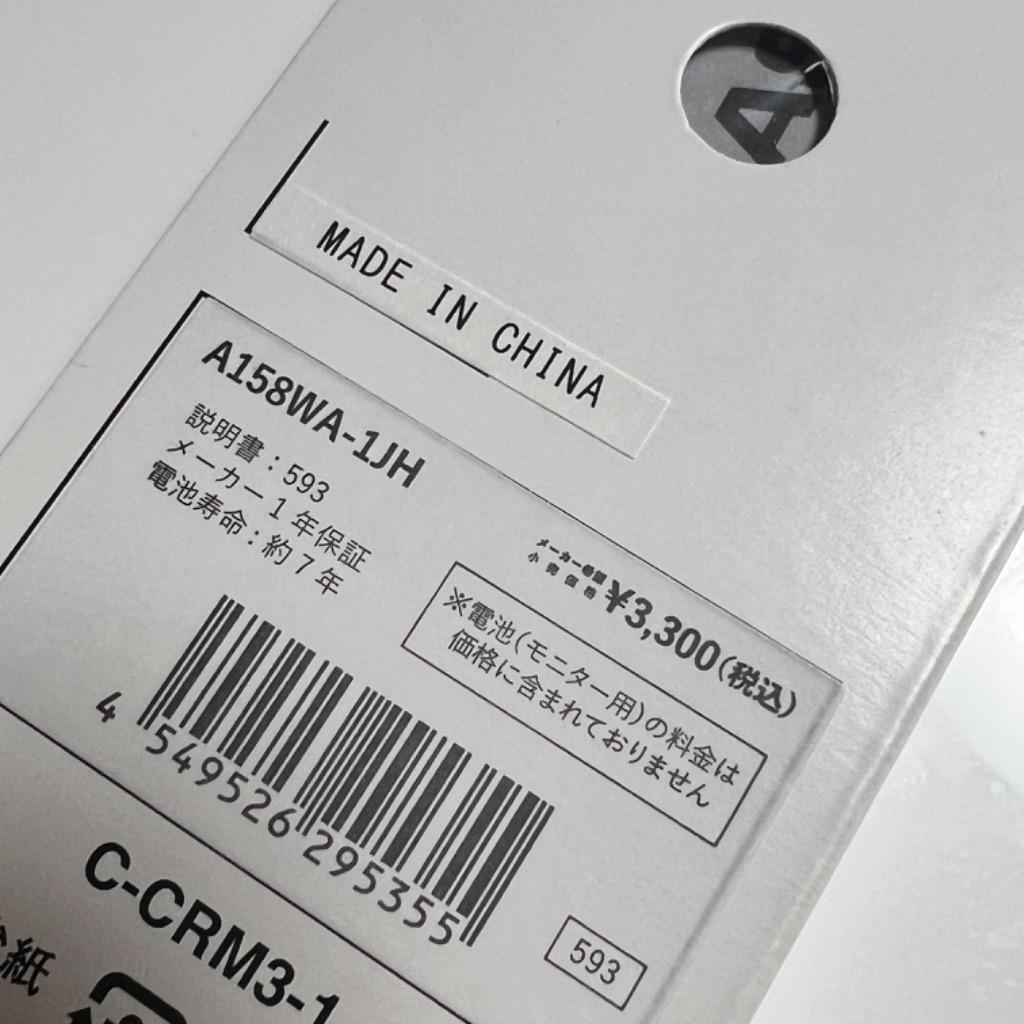 A
MADE IN CHINA
A158WA-1JH
説明書：593
メーカー1年保証
電池寿命：約7年
メーカー希望
小売価格
¥3,300(税込)
※電池(モニター用)の料金は
価格に含まれておりません
4 549526 295355
593
C-CRM3-1
紙